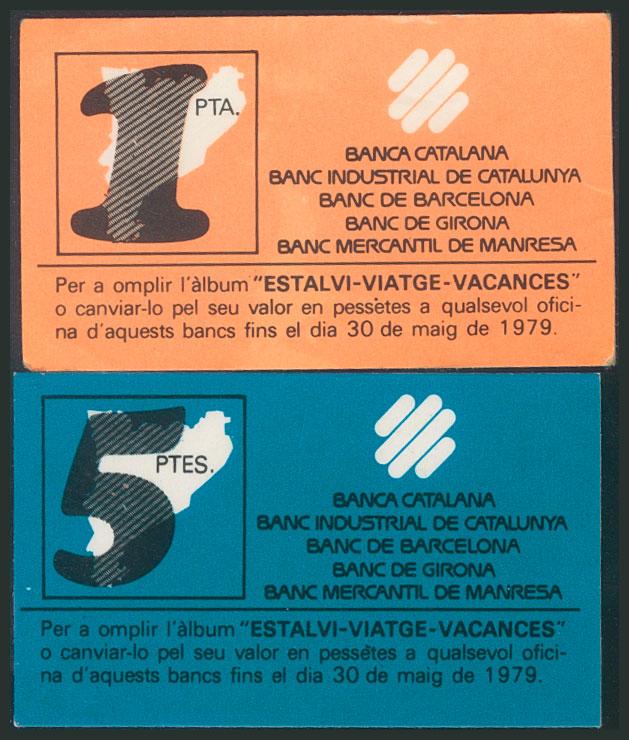 1
PTA.
BANCA CATALANA
BANC INDUSTRIAL DE CATALUNYA
BANC DE BARCELONA
BANC DE GIRONA
BANC MERCANTIL DE MANRESA
Per a omplir l'àlbum "ESTALVI-VIATGE-VACANCES"
o canviar-lo pel seu valor en pessètes a qualsevol ofici-
na d'aquests bancs fins el dia 30 de maig de 1979.
5
PTES.
BANCA CATALANA
BANC INDUSTRIAL DE CATALUNYA
BANC DE BARCELONA
BANC DE GIRONA
BANC MERCANTIL DE MANRESA
Per a omplir l'àlbum "ESTALVI-VIATGE-VACANCES"
o canviar-lo pel seu valor en pessètes a qualsevol ofici-
na d'aquests bancs fins el dia 30 de maig de 1979.